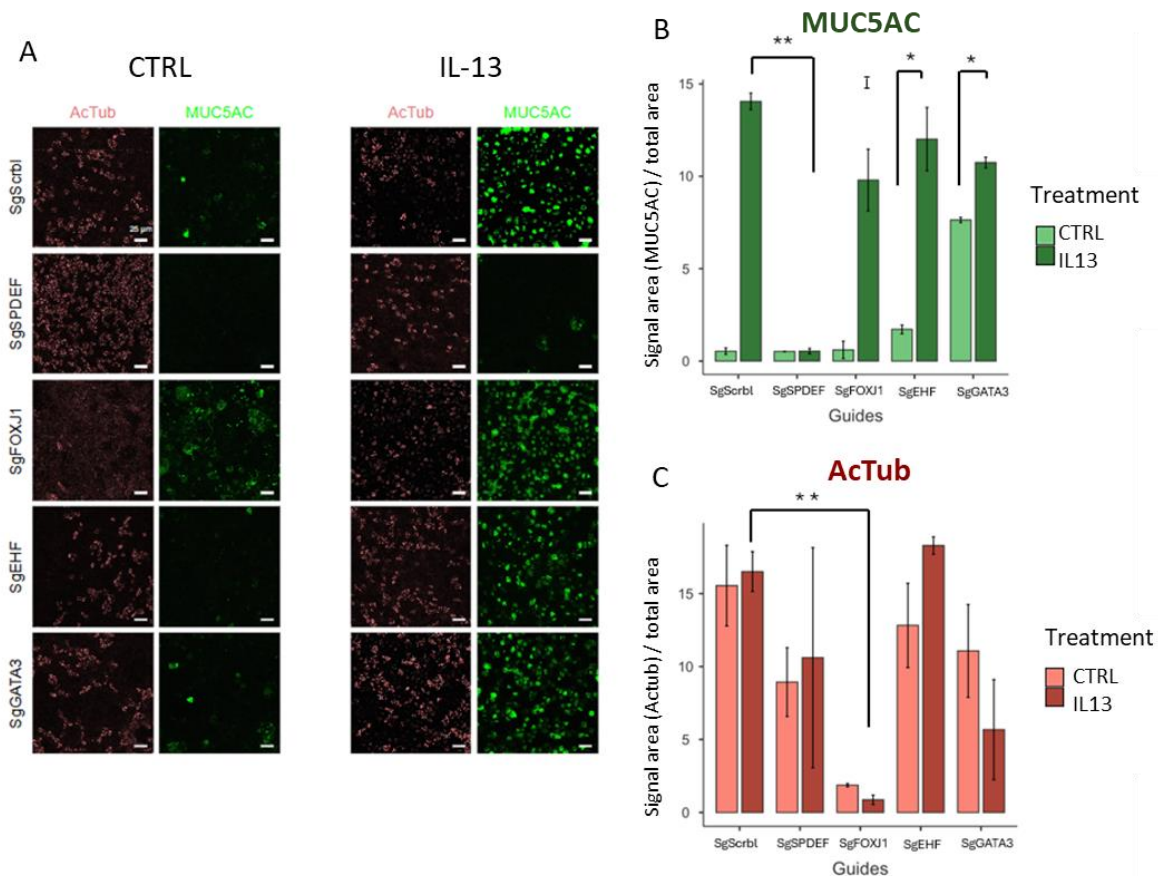 A
CTRL
IL-13
AcTub
MUC5AC
AcTub
MUC5AC
SgScrbl
25 µm
SgSPDEF
SgFOXJ1
SgEHF
SgGATA3
B
MUC5AC
**
*
*
Signal area (MUC5AC) / total area
15
10
5
0
SgScrbl
SgSPDEF
SgFOXJ1
SgEHF
SgGATA3
Guides
Treatment
CTRL
IL13
C
AcTub
**
Signal area (Actub) / total area
15
10
5
0
SgScrbl
SgSPDEF
SgFOXJ1
SgEHF
SgGATA3
Guides
Treatment
CTRL
IL13